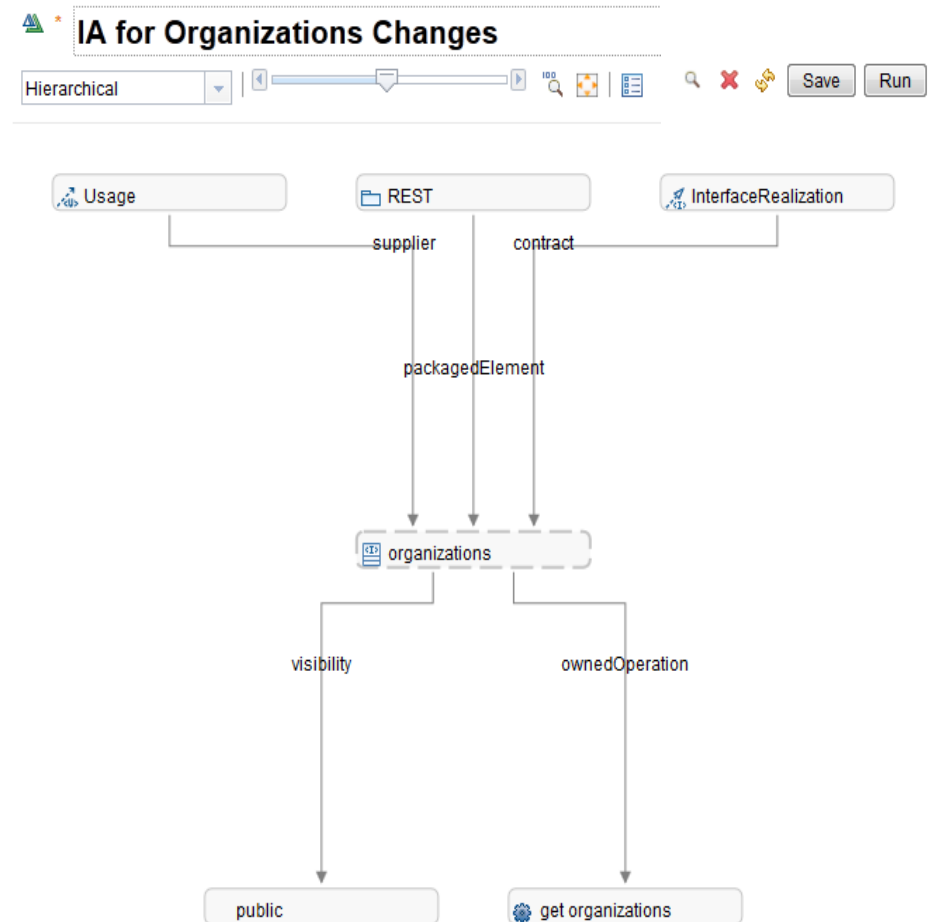 * IA for Organizations Changes
Hierarchical 100 Save Run
Usage REST InterfaceRealization
supplier contract
packagedElement
organizations
visibility ownedOperation
public get organizations